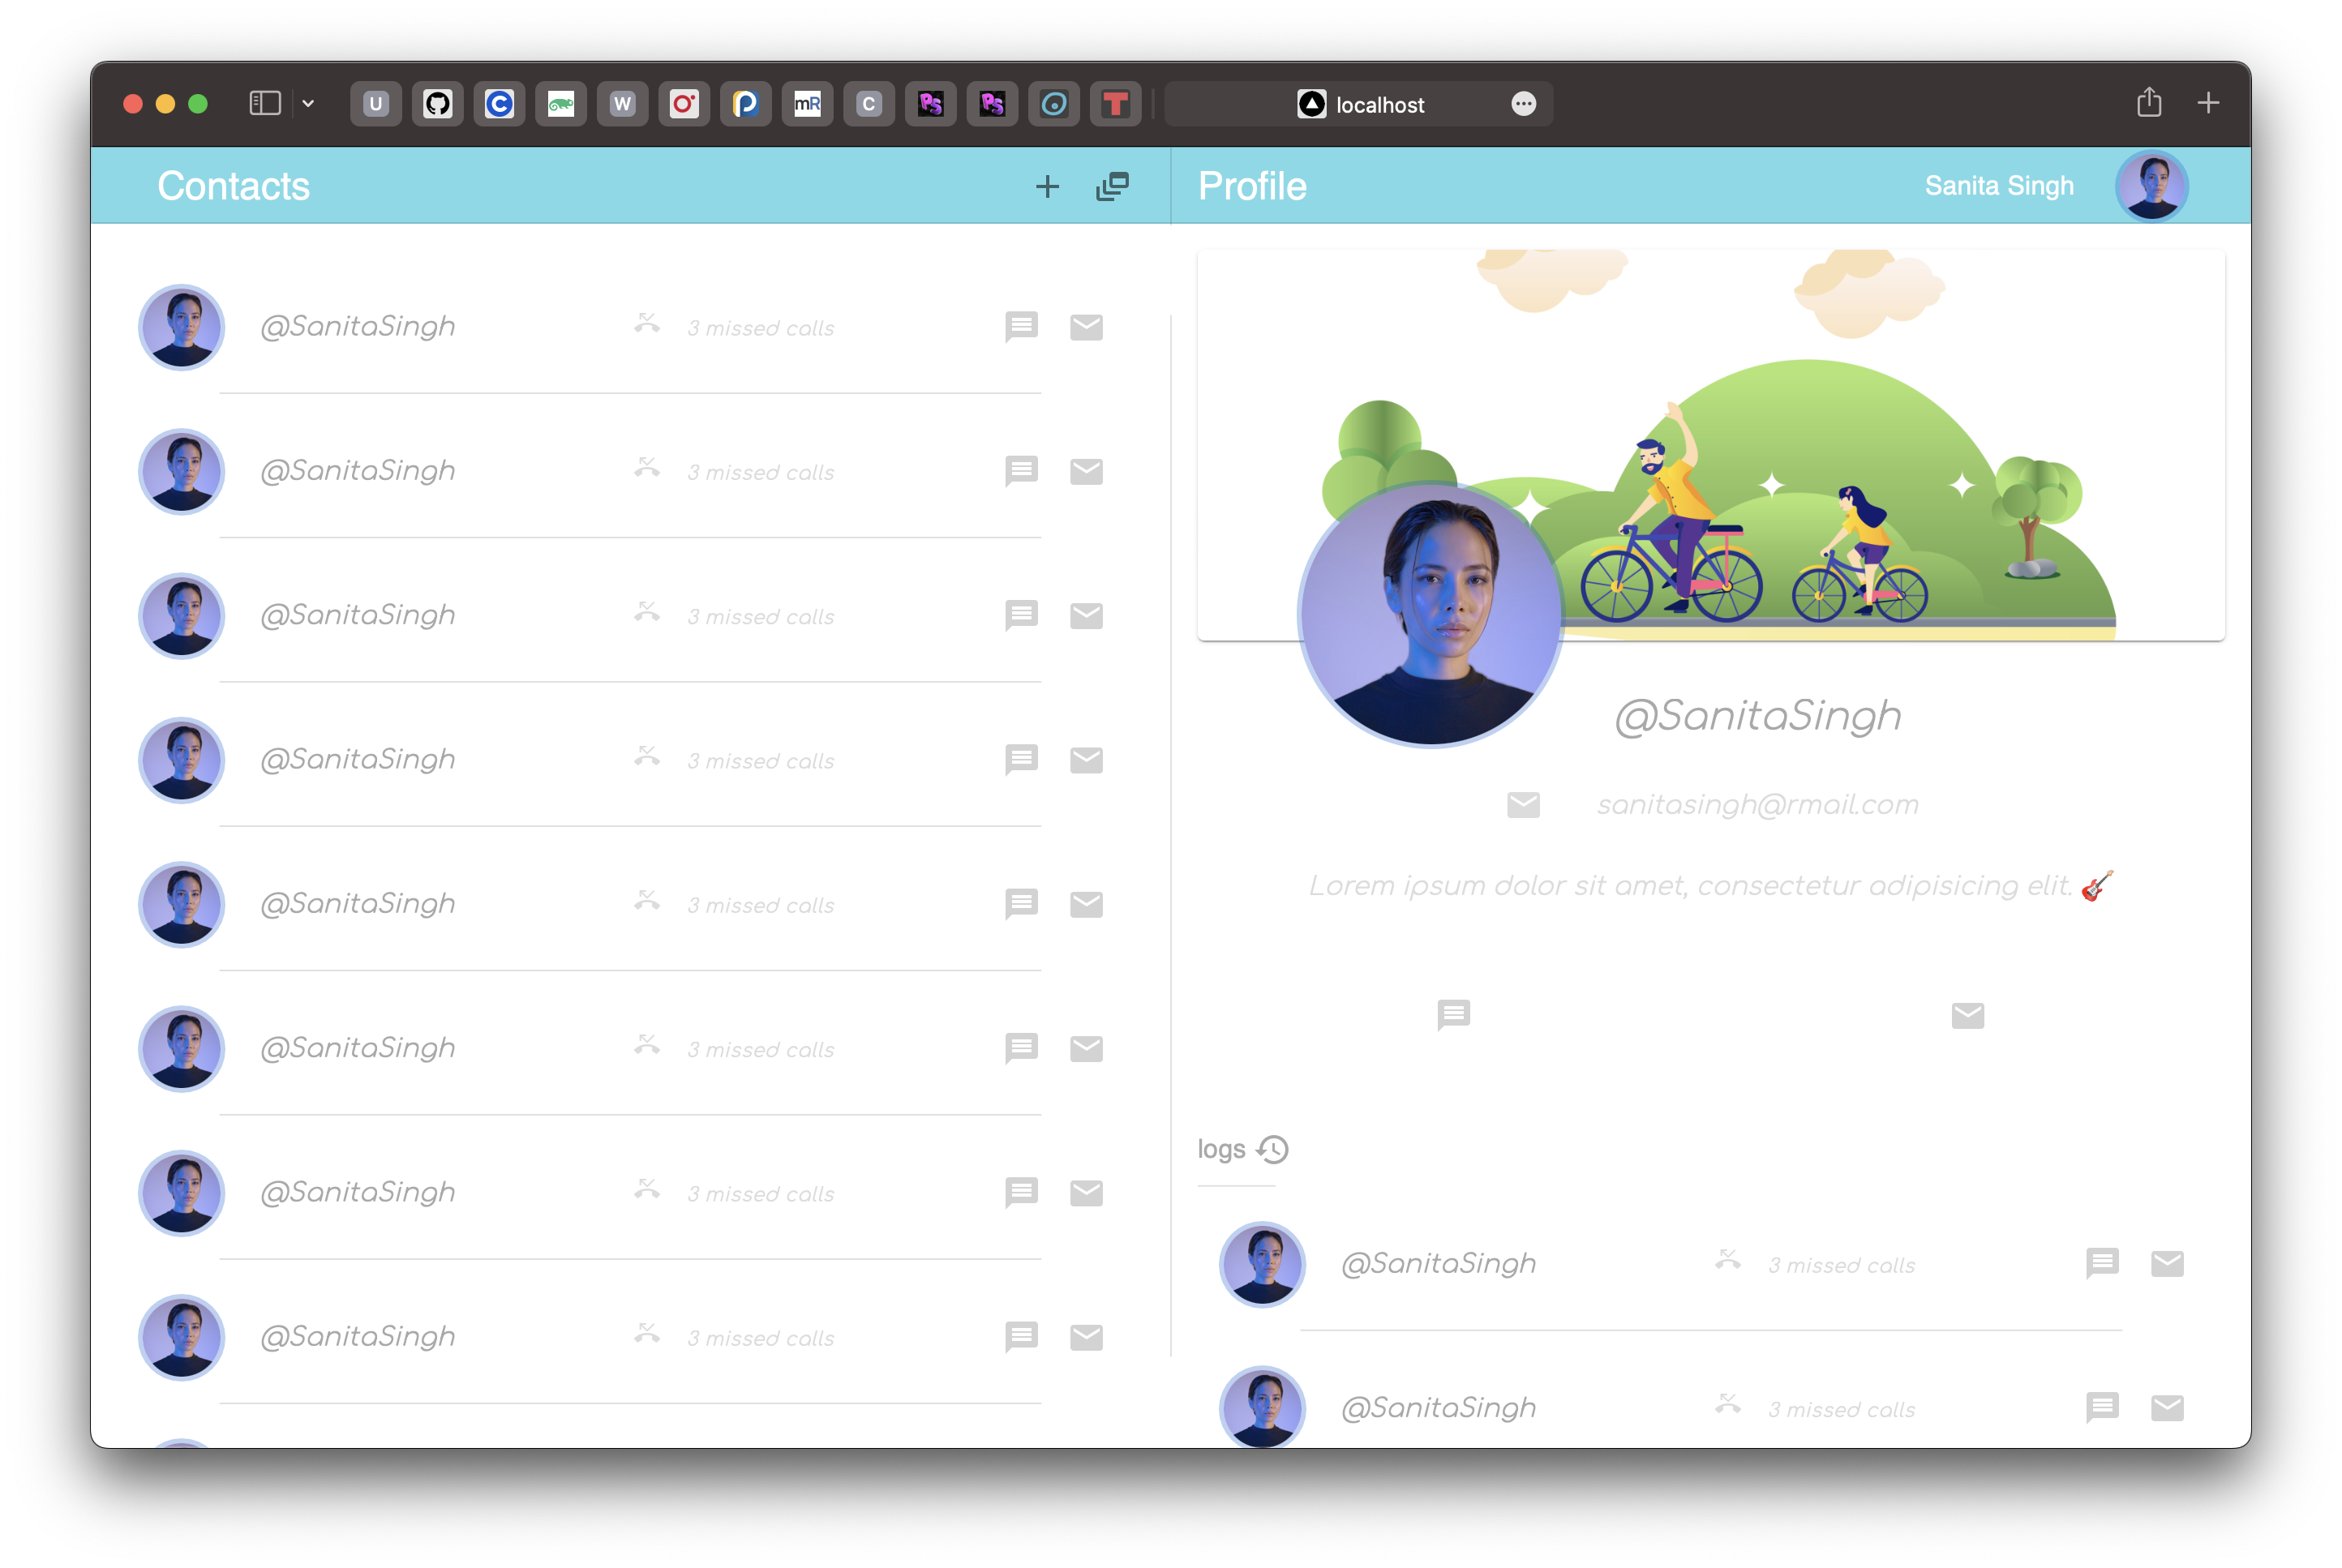 U
W
mR
C
PS
PS
T
localhost
Contacts
Profile
Sanita Singh
@SanitaSingh 3 missed calls
@SanitaSingh 3 missed calls
@SanitaSingh 3 missed calls
@SanitaSingh 3 missed calls
@SanitaSingh 3 missed calls
@SanitaSingh 3 missed calls
@SanitaSingh 3 missed calls
@SanitaSingh 3 missed calls
@SanitaSingh
sanitasingh@rmail.com
Lorem ipsum dolor sit amet, consectetur adipisicing elit. 🎸
logs
@SanitaSingh 3 missed calls
@SanitaSingh 3 missed calls